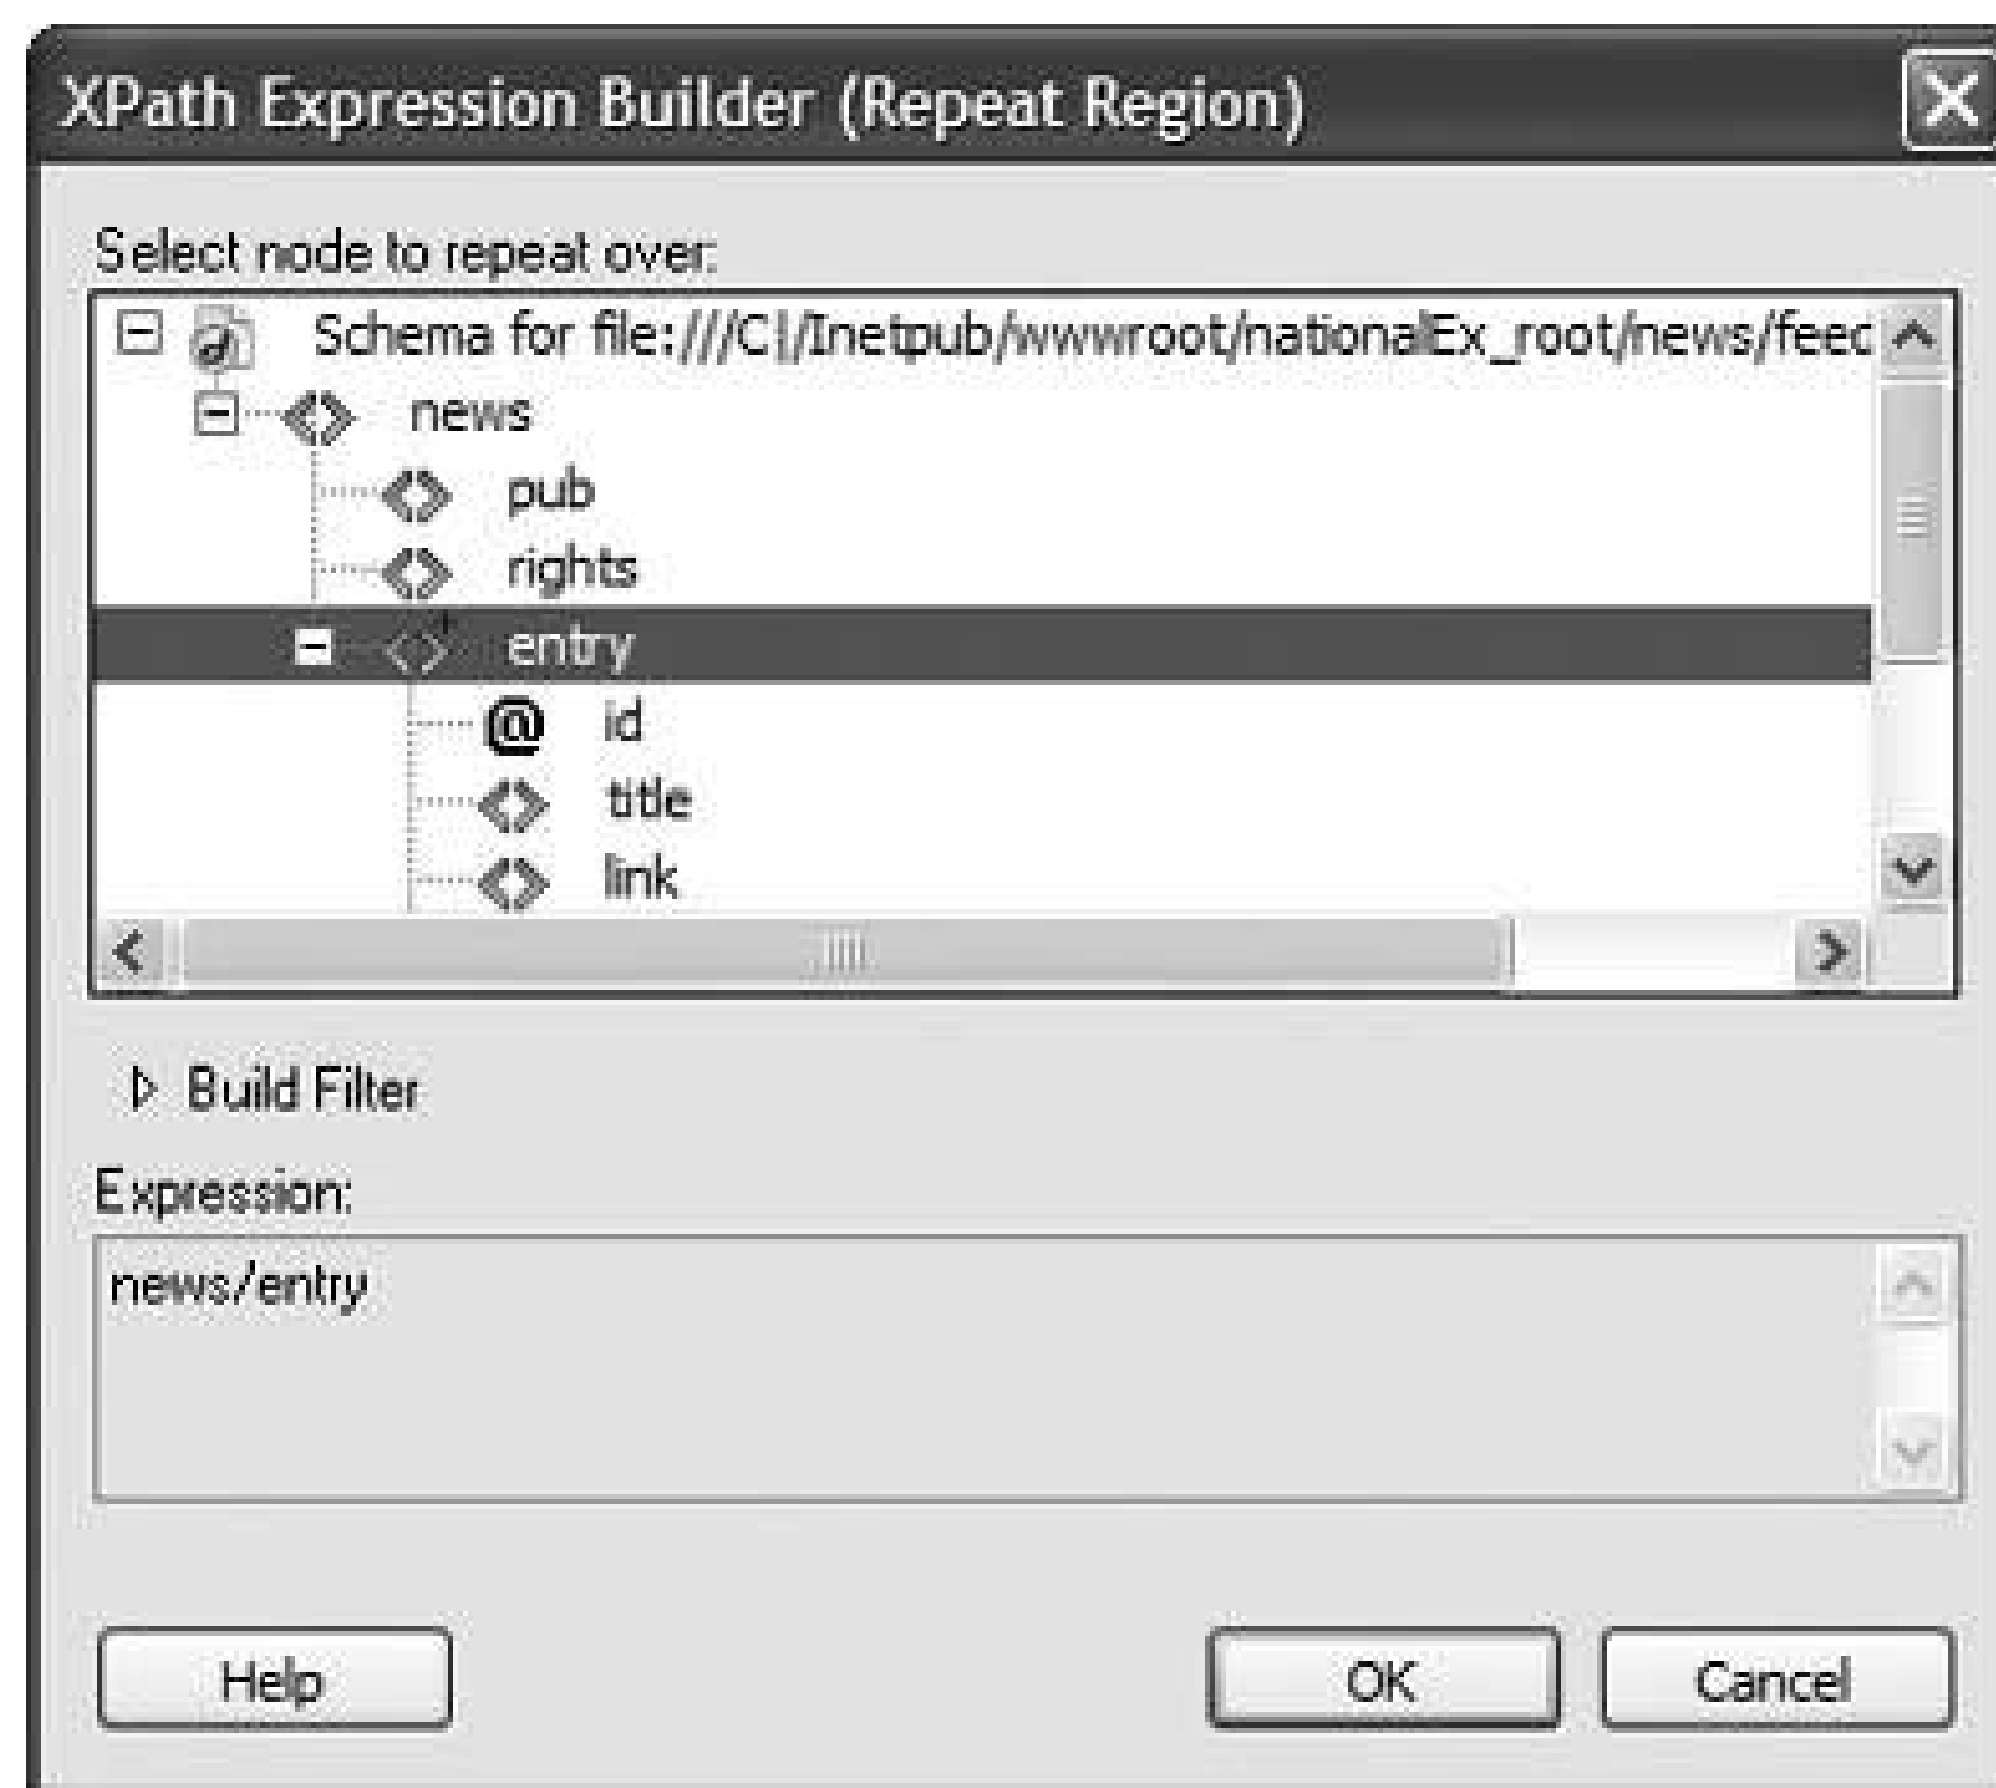 XPath Expression Builder (Repeat Region)
Select node to repeat over:
Schema for file:///C|/Inetpub/wwwroot/nationalEx_root/news/feed
news
pub
rights
entry
@ id
title
link
Build Filter
Expression:
news/entry
Help
OK
Cancel